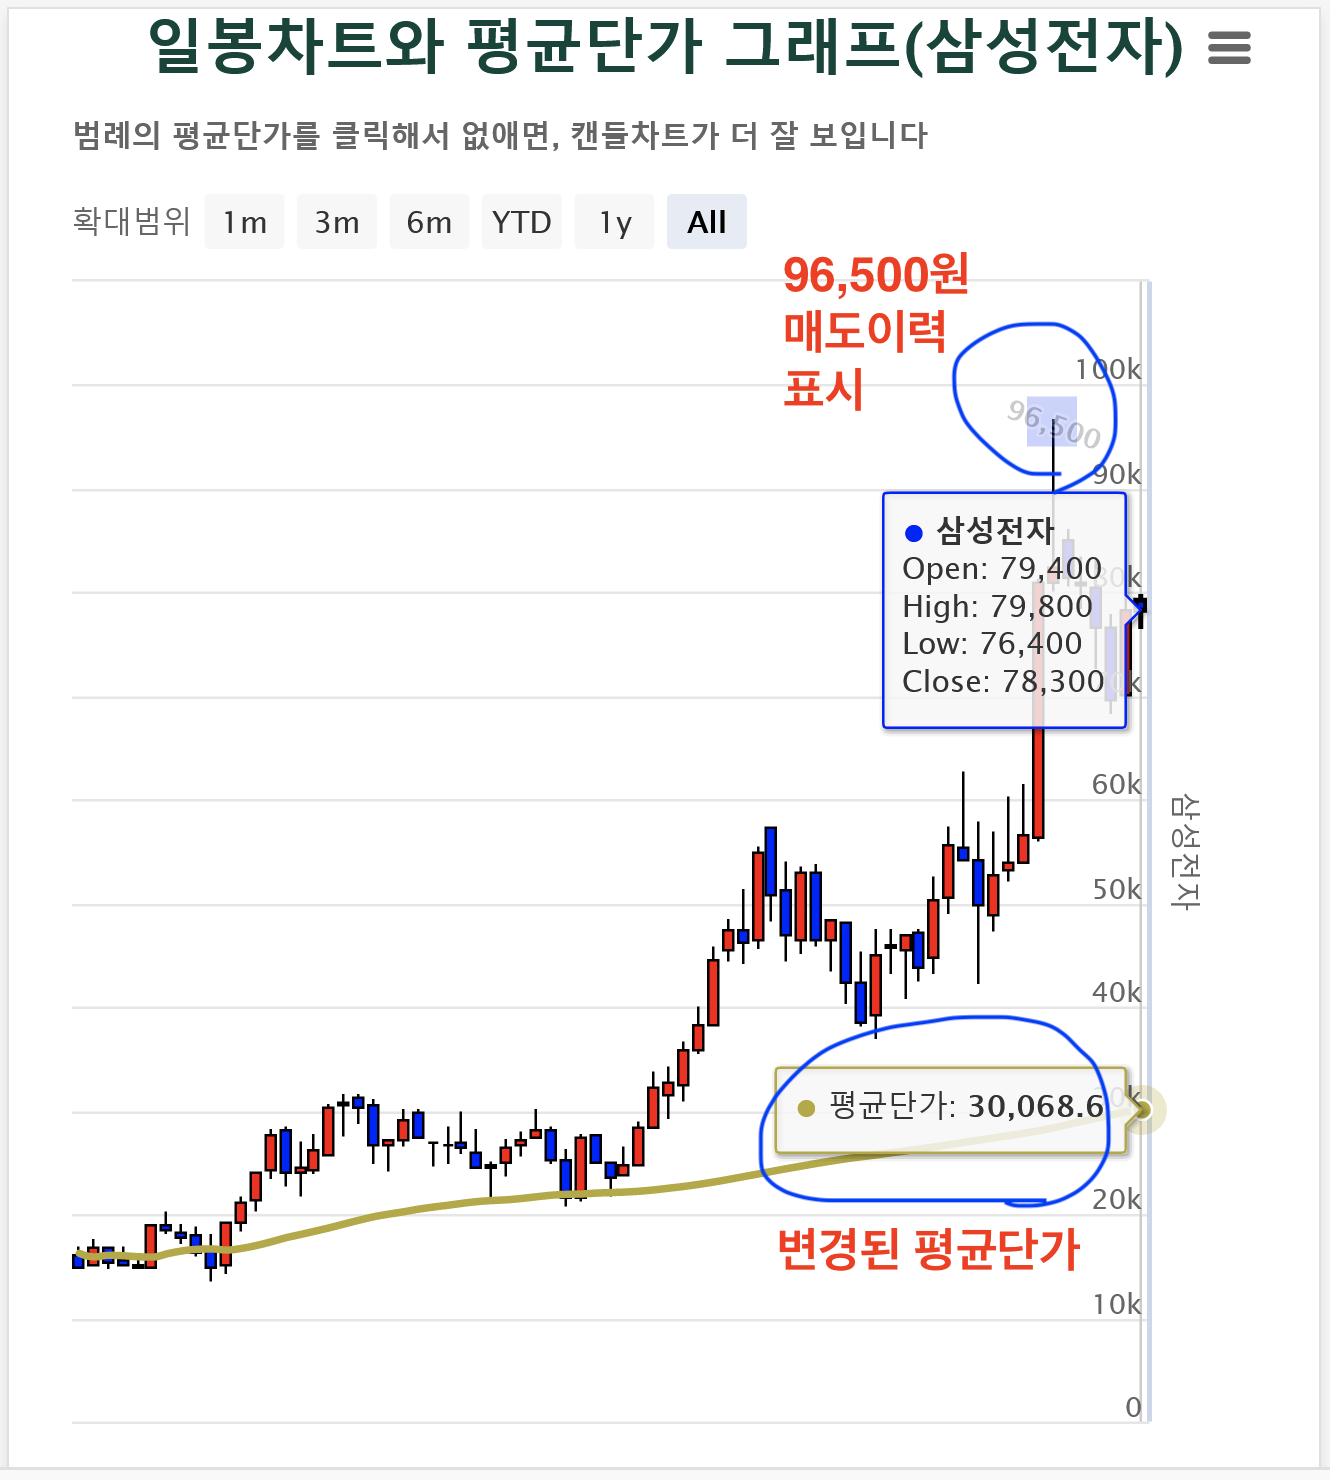 일봉차트와 평균단가 그래프(삼성전자)
범례의 평균단가를 클릭해서 없애면, 캔들차트가 더 잘 보입니다
확대범위 1m 3m 6m YTD 1y All
96,500원
매도이력
표시
100k
96,500
90k
삼성전자
Open: 79,400
High: 79,800
Low: 76,400
Close: 78,300
80k
60k
삼성전자
50k
40k
평균단가: 30,068.6
20k
변경된 평균단가
10k
0